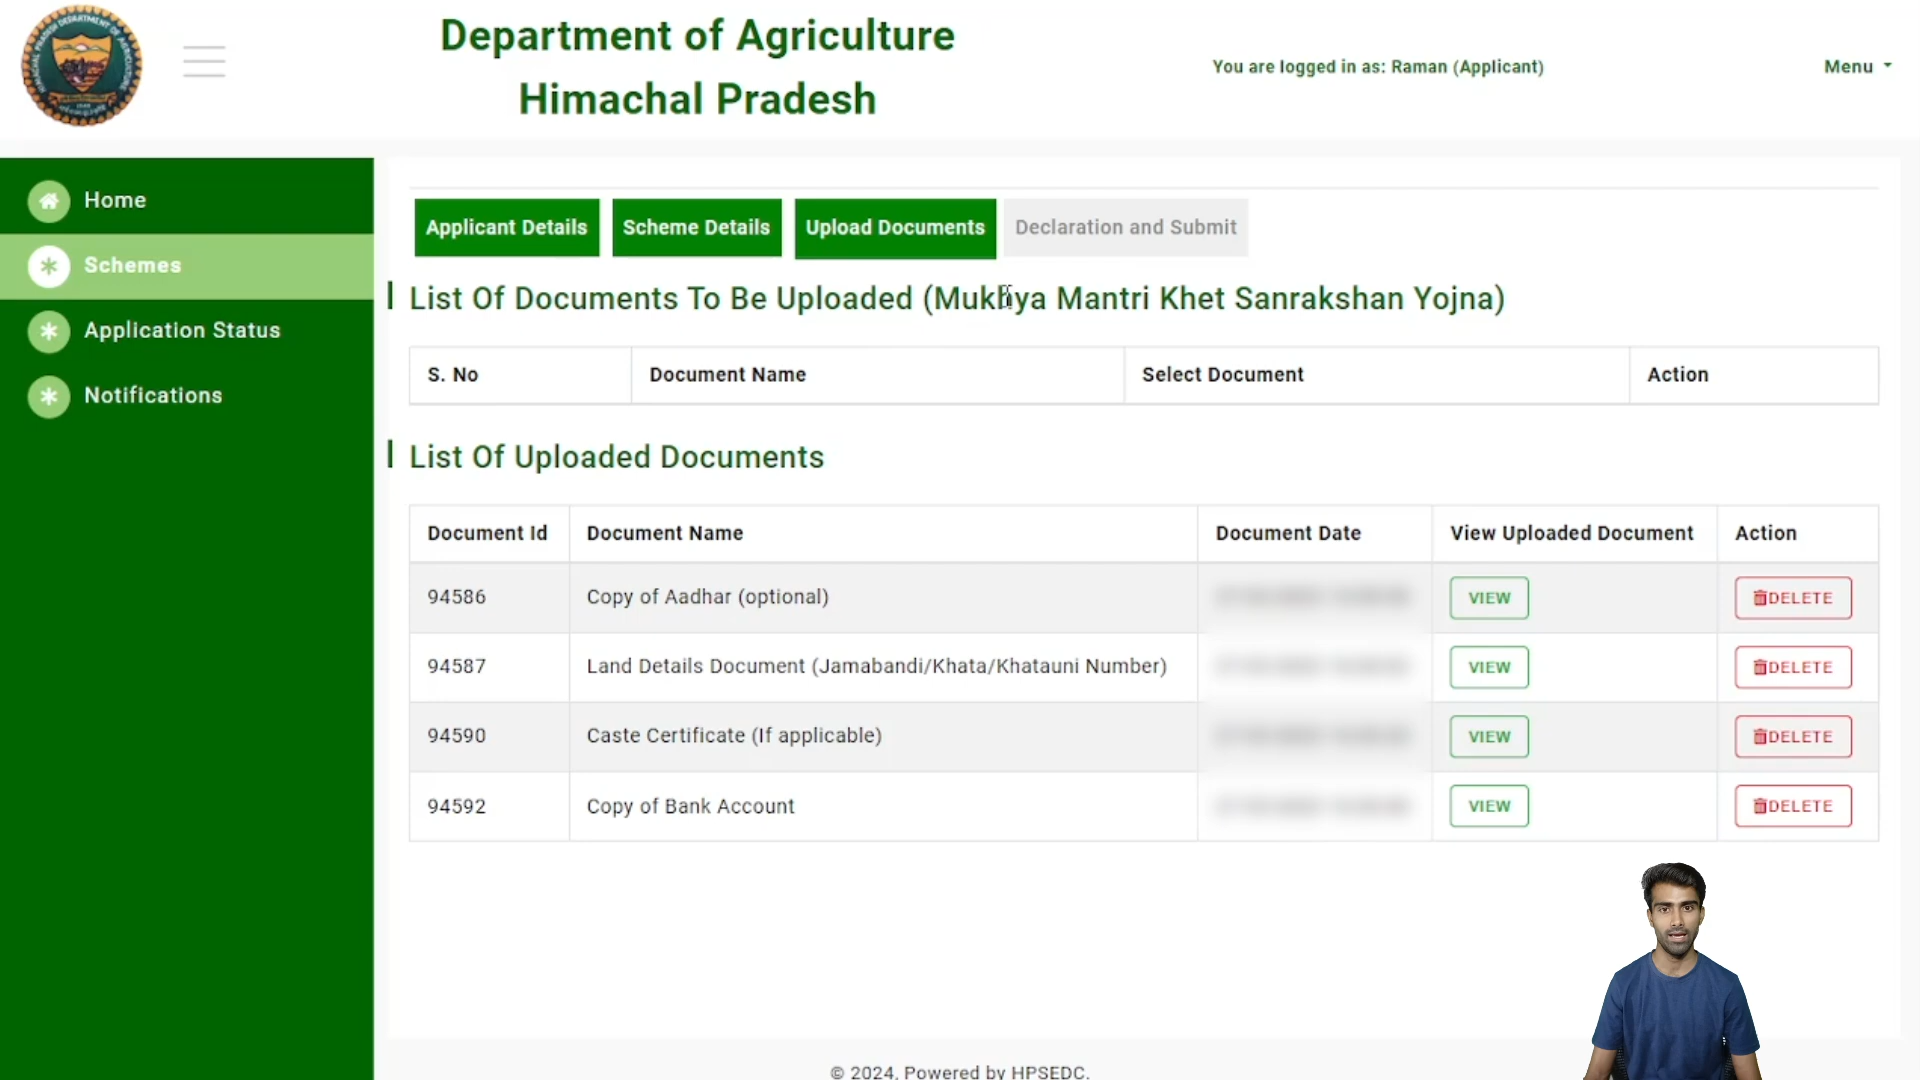 Department of Agriculture
Himachal Pradesh
You are logged in as: Raman (Applicant)
Menu
Home
Schemes
Application Status
Notifications
Applicant Details
Scheme Details
Upload Documents
Declaration and Submit
List Of Documents To Be Uploaded (Mukhya Mantri Khet Sanrakshan Yojna)
S. No Document Name Select Document Action
List Of Uploaded Documents
Document Id Document Name Document Date View Uploaded Document Action
94586 Copy of Aadhar (optional) VIEW DELETE
94587 Land Details Document (Jamabandi/Khata/Khatauni Number) VIEW DELETE
94590 Caste Certificate (If applicable) VIEW DELETE
94592 Copy of Bank Account VIEW DELETE
© 2024, Powered by HPSEDC.